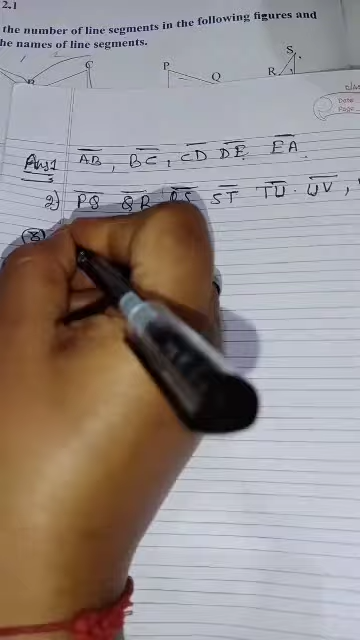 2.1
the number of line segments in the following figures and
he names of line segments.
C P Q R S
Date
Page
Ans1 AB, BC, CD DE, EA.
2) PQ QR RS ST TU. UV,
(3)